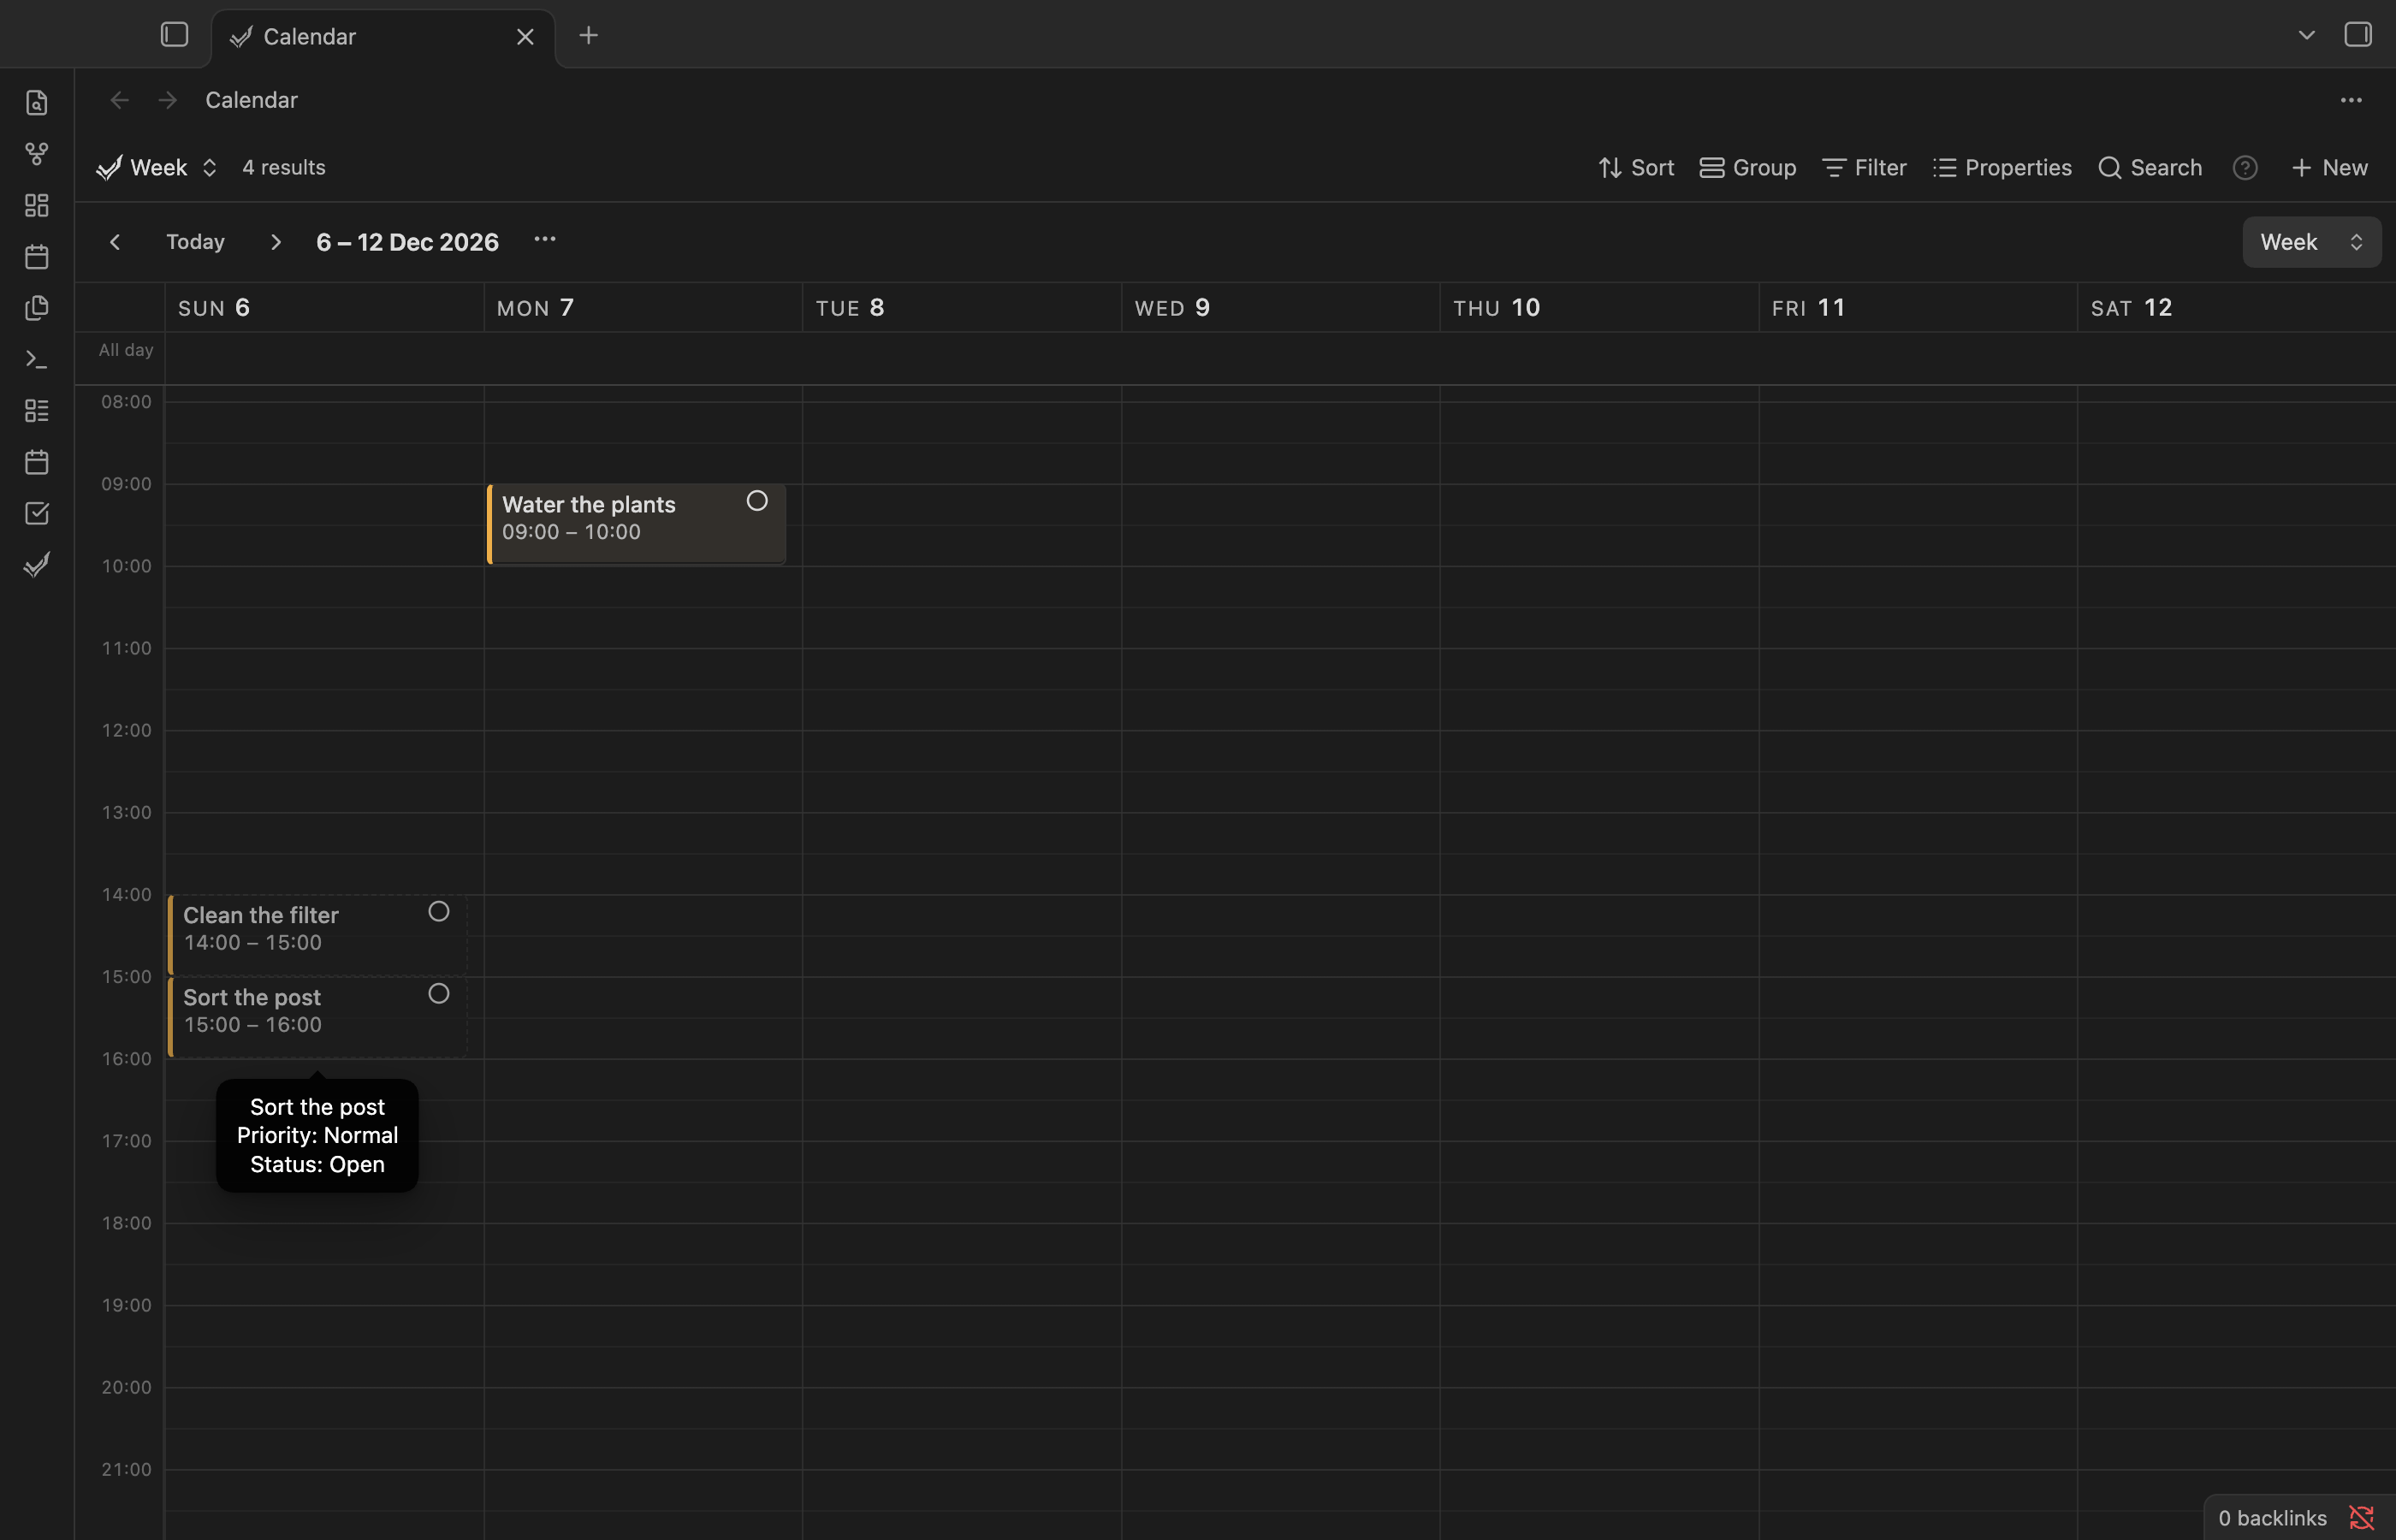 Calendar
Calendar
Week 4 results Sort Group Filter Properties Search New
Today 6 – 12 Dec 2026 Week
SUN 6 MON 7 TUE 8 WED 9 THU 10 FRI 11 SAT 12
All day
08:00
09:00
Water the plants
09:00 – 10:00
10:00
11:00
12:00
13:00
14:00
Clean the filter
14:00 – 15:00
15:00
Sort the post
15:00 – 16:00
16:00
Sort the post
Priority: Normal
Status: Open
17:00
18:00
19:00
20:00
21:00
0 backlinks